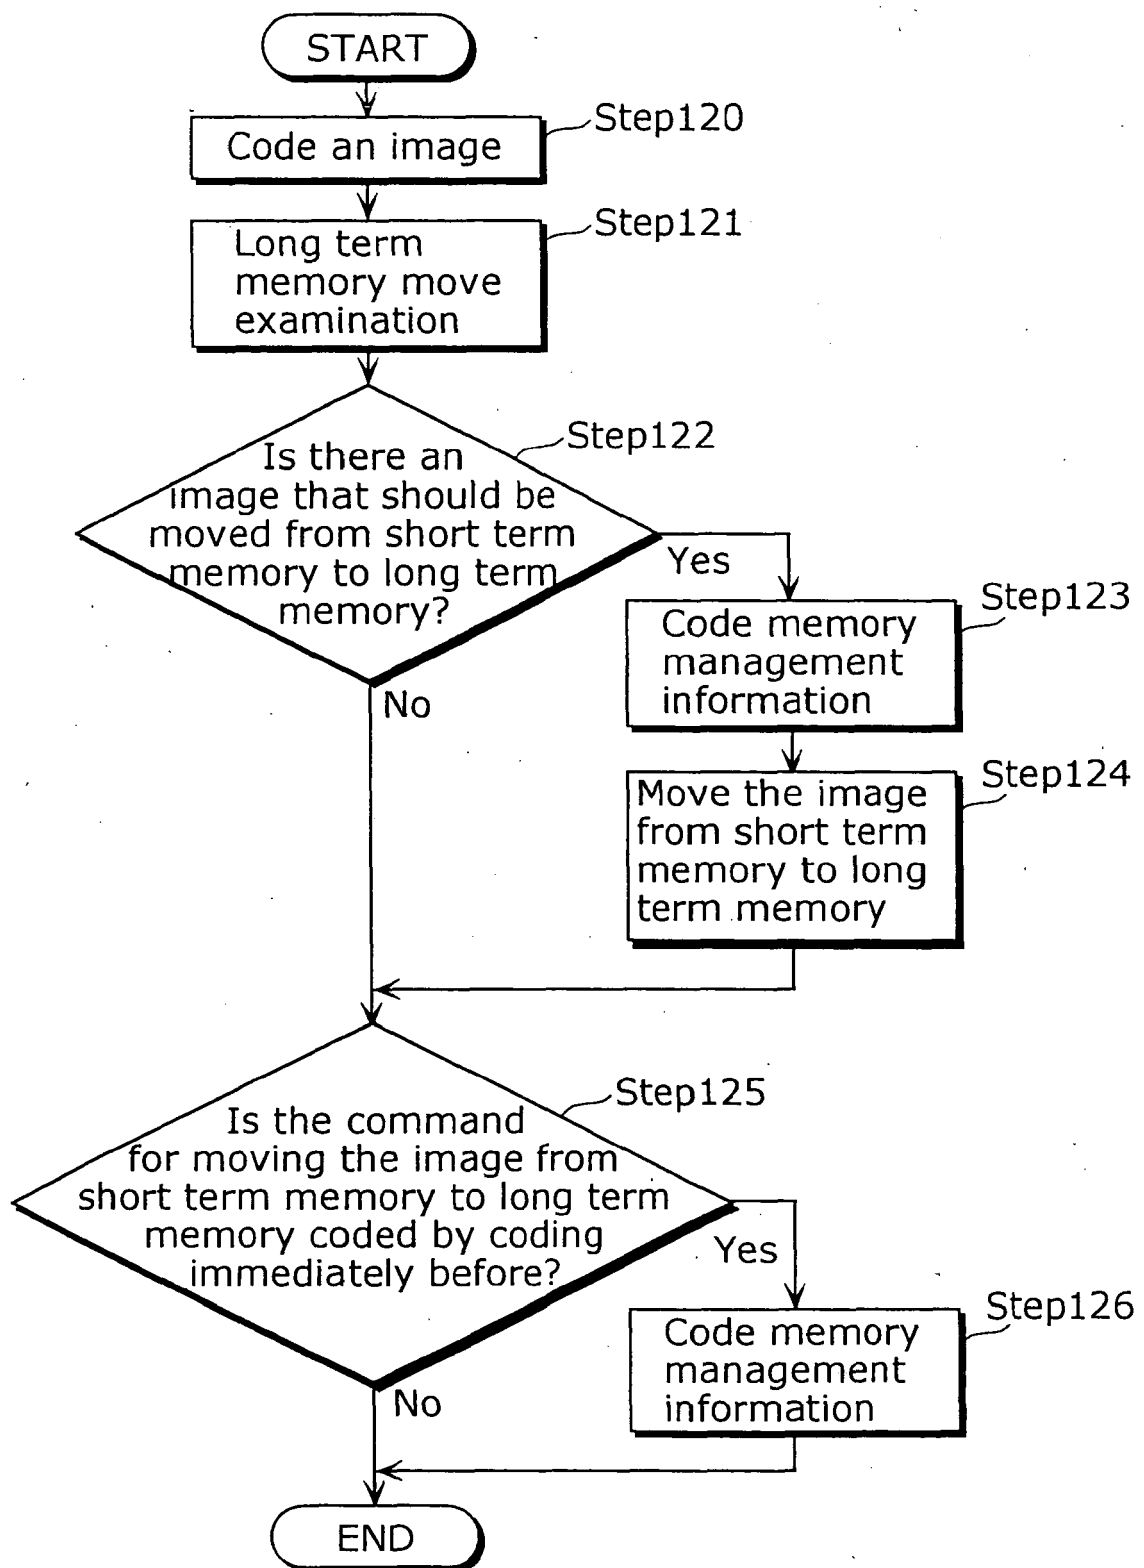 START
Step120
Code an image
Step121
Long term
memory move
examination
Step122
Is there an
image that should be
moved from short term
memory to long term
memory?
Yes
No
Step123
Code memory
management
information
Step124
Move the image
from short term
memory to long
term memory
Step125
Is the command
for moving the image from
short term memory to long term
memory coded by coding
immediately before?
Yes
No
Step126
Code memory
management
information
END